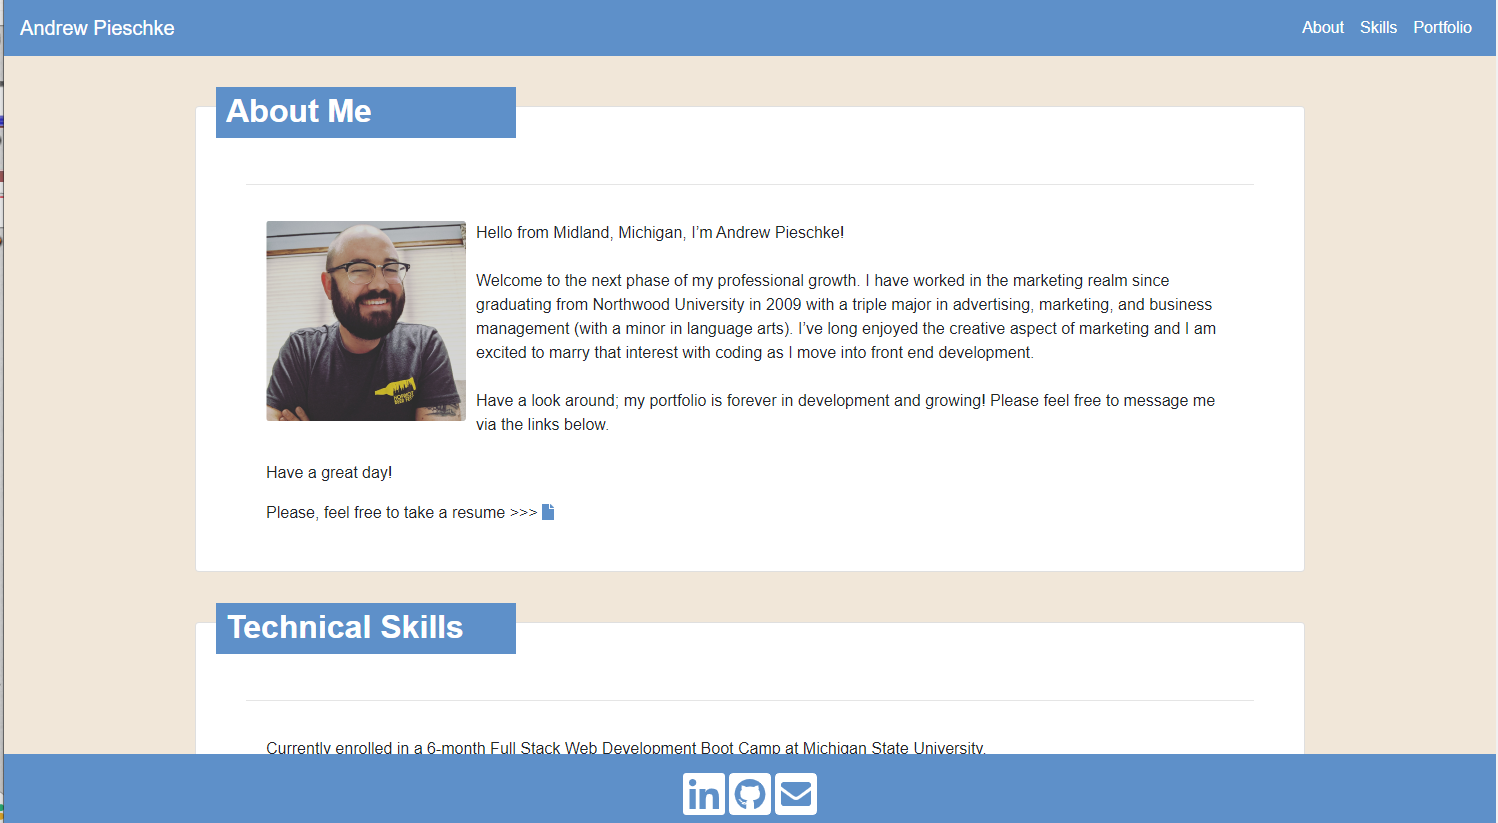 Andrew Pieschke
About Skills Portfolio
About Me
Hello from Midland, Michigan, I’m Andrew Pieschke!
Welcome to the next phase of my professional growth. I have worked in the marketing realm since
graduating from Northwood University in 2009 with a triple major in advertising, marketing, and business
management (with a minor in language arts). I’ve long enjoyed the creative aspect of marketing and I am
excited to marry that interest with coding as I move into front end development.
Have a look around; my portfolio is forever in development and growing! Please feel free to message me
via the links below.
Have a great day!
Please, feel free to take a resume >>>
Technical Skills
Currently enrolled in a 6-month Full Stack Web Development Boot Camp at Michigan State University.
in